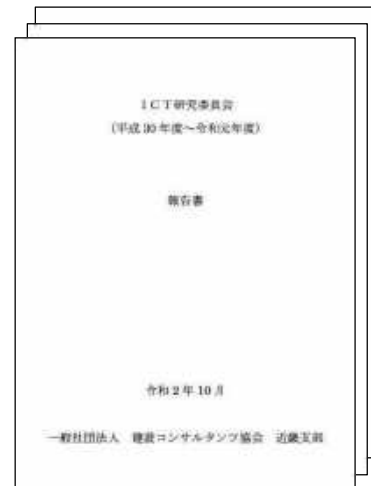 ICT研究委員会
（平成30年度～令和元年度）
報告書
令和2年10月
一般社団法人　建設コンサルタンツ協会　近畿支部